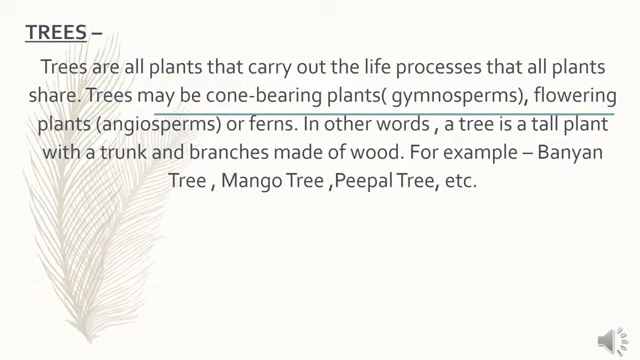 TREES –
Trees are all plants that carry out the life processes that all plants
share. Trees may be cone-bearing plants( gymnosperms), flowering
plants (angiosperms) or ferns. In other words , a tree is a tall plant
with a trunk and branches made of wood. For example – Banyan
Tree , Mango Tree ,Peepal Tree, etc.